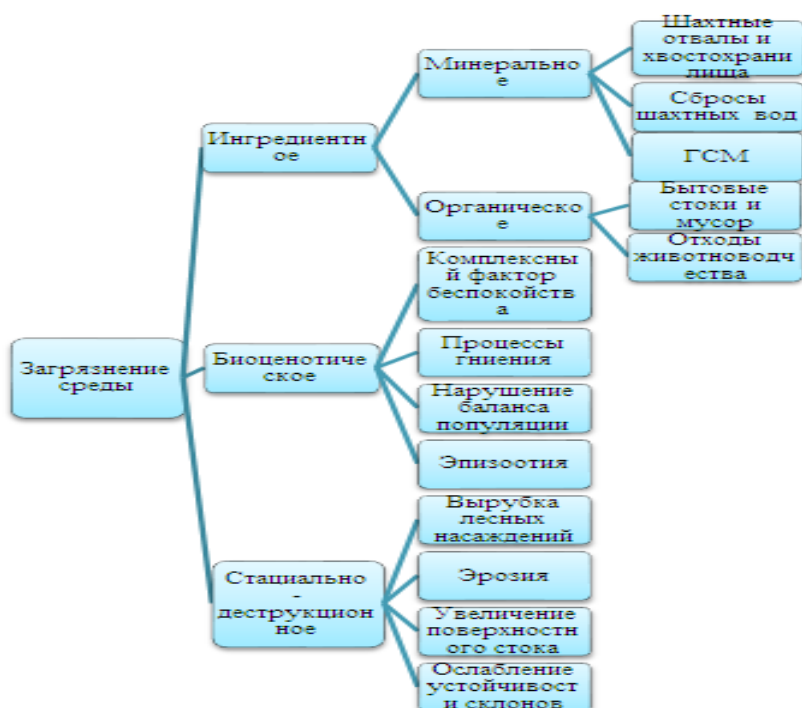 Загрязнение
среды
Ингредиентн
ое
Минерально
е
Шахтные
отвалы и
хвостохрани
лища
Сбросы
шахтных вод
ГСМ
Органическо
е
Бытовые
стоки и
мусор
Отходы
животноводч
ества
Биоценотиче
ское
Комплексны
й фактор
беспокойств
а
Процессы
гниения
Нарушение
баланса
популяции
Эпизоотия
Стациально
-
деструкцион
ное
Вырубка
лесных
насаждений
Эрозия
Увеличение
поверхностн
ого стока
Ослабление
устойчивост
и склонов